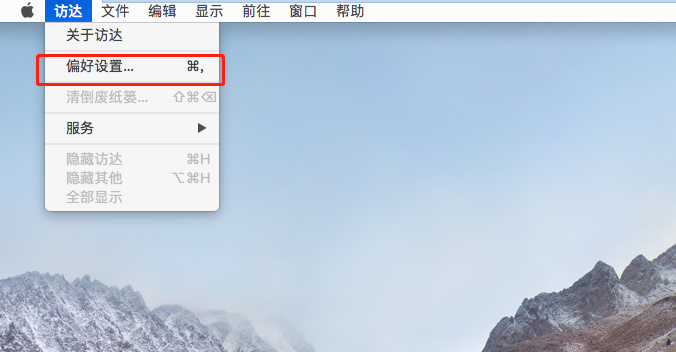 访达 文件 编辑 显示 前往 窗口 帮助
关于访达
偏好设置... ⌘,
清倒废纸篓... ⇧⌘⌫
服务 ▶
隐藏访达 ⌘H
隐藏其他 ⌥⌘H
全部显示